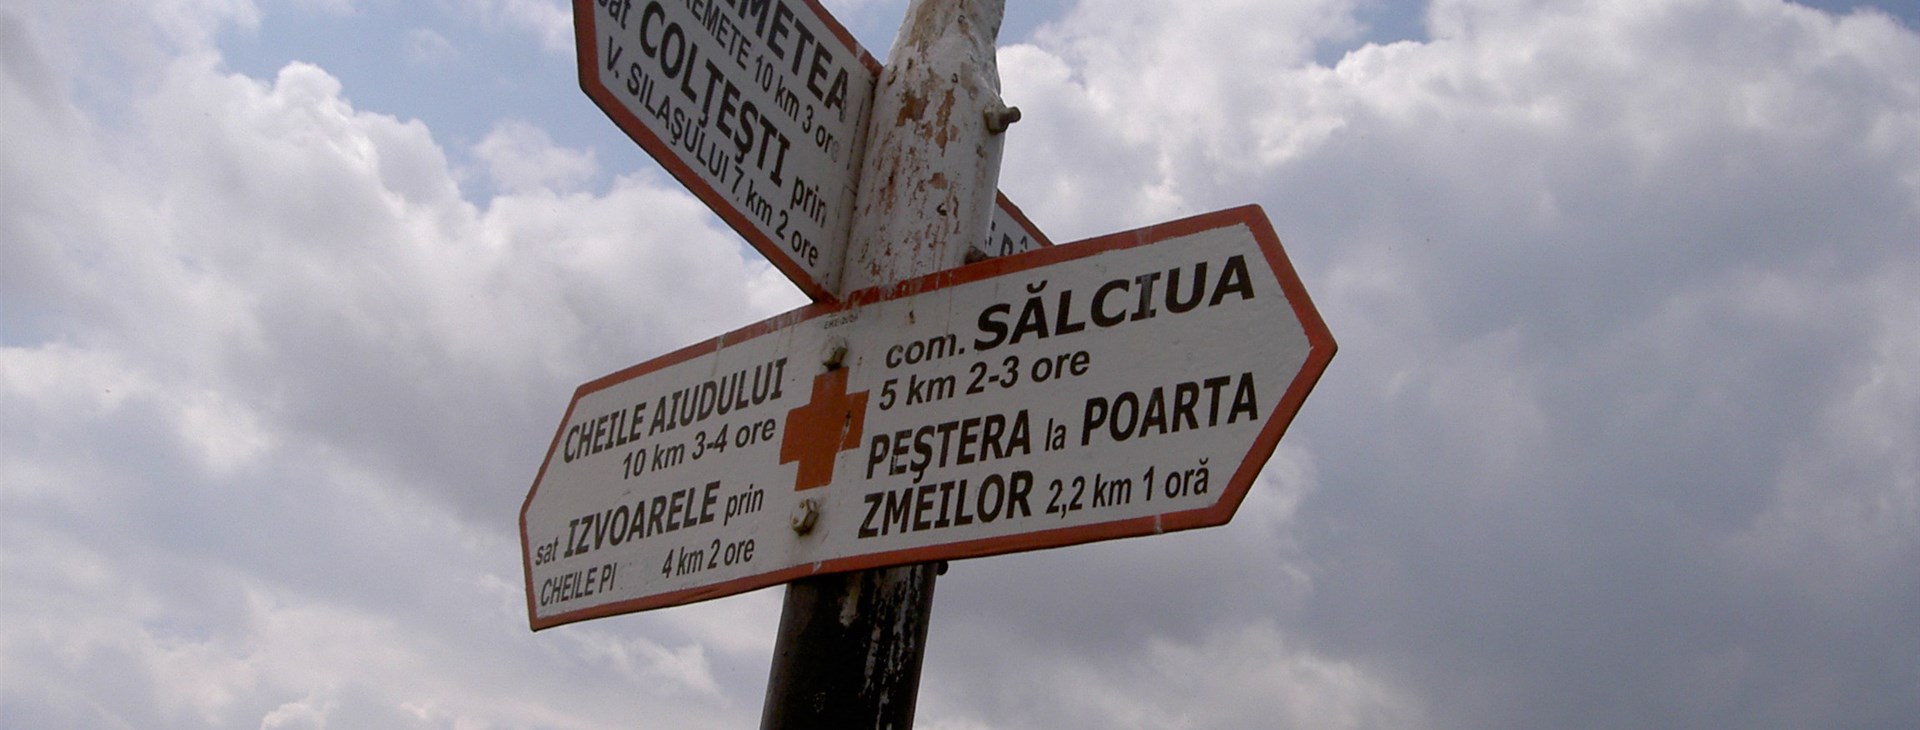 REMETE 10 km 3 ore
sat COLŢEŞTI prin
V. SILAŞULUI 7 km 2 ore
CHEILE AIUDULUI
10 km 3-4 ore
sat IZVOARELE prin
CHEILE PI 4 km 2 ore
com. SĂLCIUA
5 km 2-3 ore
PEŞTERA la POARTA
ZMEILOR 2,2 km 1 oră